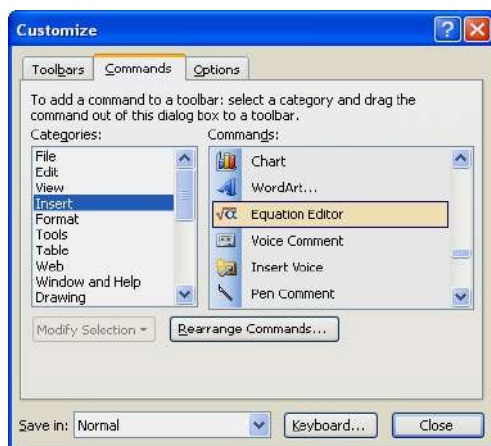 Customize
Toolbars Commands Options
To add a command to a toolbar: select a category and drag the
command out of this dialog box to a toolbar.
Categories: Commands:
File
Edit
View
Insert
Format
Tools
Table
Web
Window and Help
Drawing
Chart
WordArt...
Equation Editor
Voice Comment
Insert Voice
Pen Comment
Modify Selection Rearrange Commands...
Save in: Normal Keyboard... Close